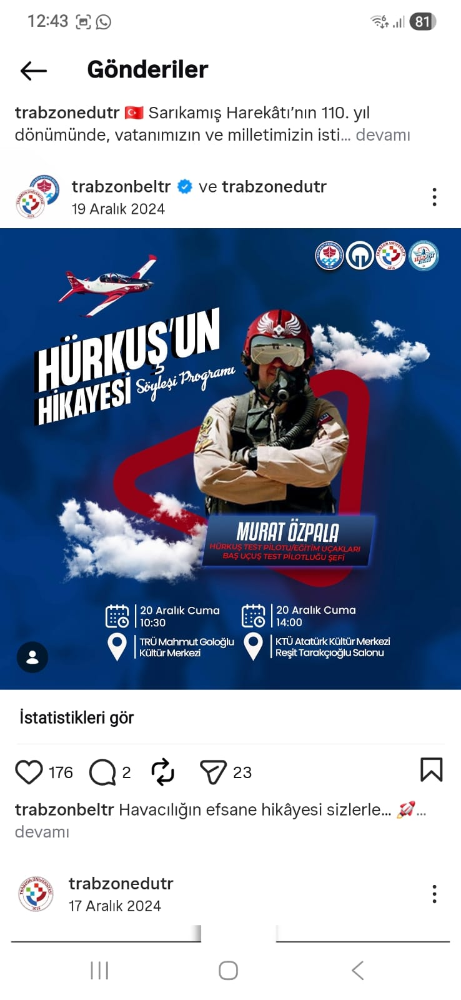 12:43
81
Gönderiler
trabzonedutr 🇹🇷 Sarıkamış Harekâtı’nın 110. yıl
dönümünde, vatanımızın ve milletimizin isti... devamı
trabzonbeltr ve trabzonedutr
19 Aralık 2024
HÜRKUŞ'UN
HİKAYESİ Söyleşi Programı
MURAT ÖZPALA
HÜRKUŞ TEST PİLOTU/EĞİTİM UÇAKLARI
BAŞ UÇUŞ TEST PİLOTLUĞU ŞEFİ
20 Aralık Cuma
10:30
TRÜ Mahmut Goloğlu
Kültür Merkezi
20 Aralık Cuma
14:00
KTÜ Atatürk Kültür Merkezi
Reşit Tarakçıoğlu Salonu
İstatistikleri gör
176
2
23
trabzonbeltr Havacılığın efsane hikâyesi sizlerle... 🚀...
devamı
trabzonedutr
17 Aralık 2024